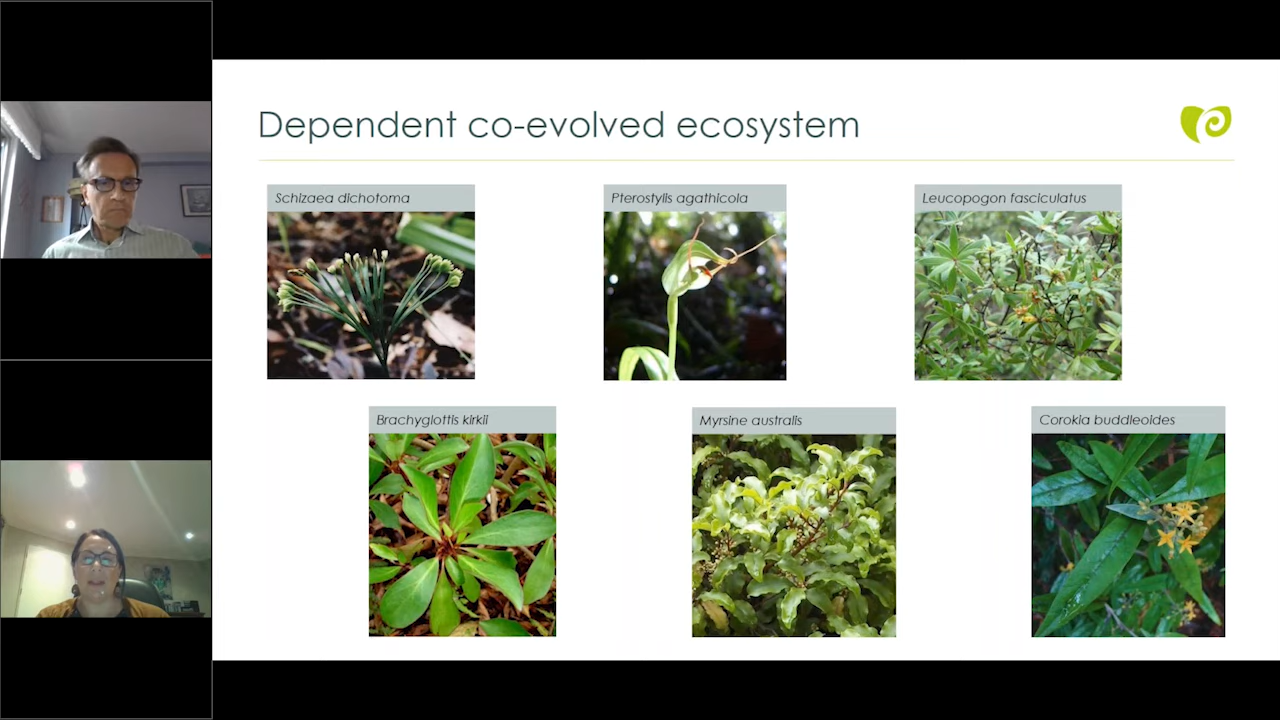 Dependent co-evolved ecosystem
Schizaea dichotoma
Pterostylis agathicola
Leucopogon fasciculatus
Brachyglottis kirkii
Myrsine australis
Corokia buddleoides